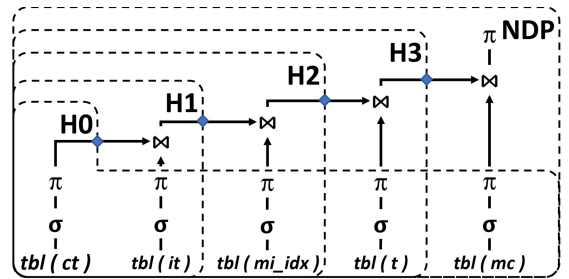 π NDP
H3
H2
H1
H0
⋈ ⋈ ⋈ ⋈
π π π π π
σ σ σ σ σ
tbl ( ct ) tbl ( it ) tbl ( mi_idx ) tbl ( t ) tbl ( mc )